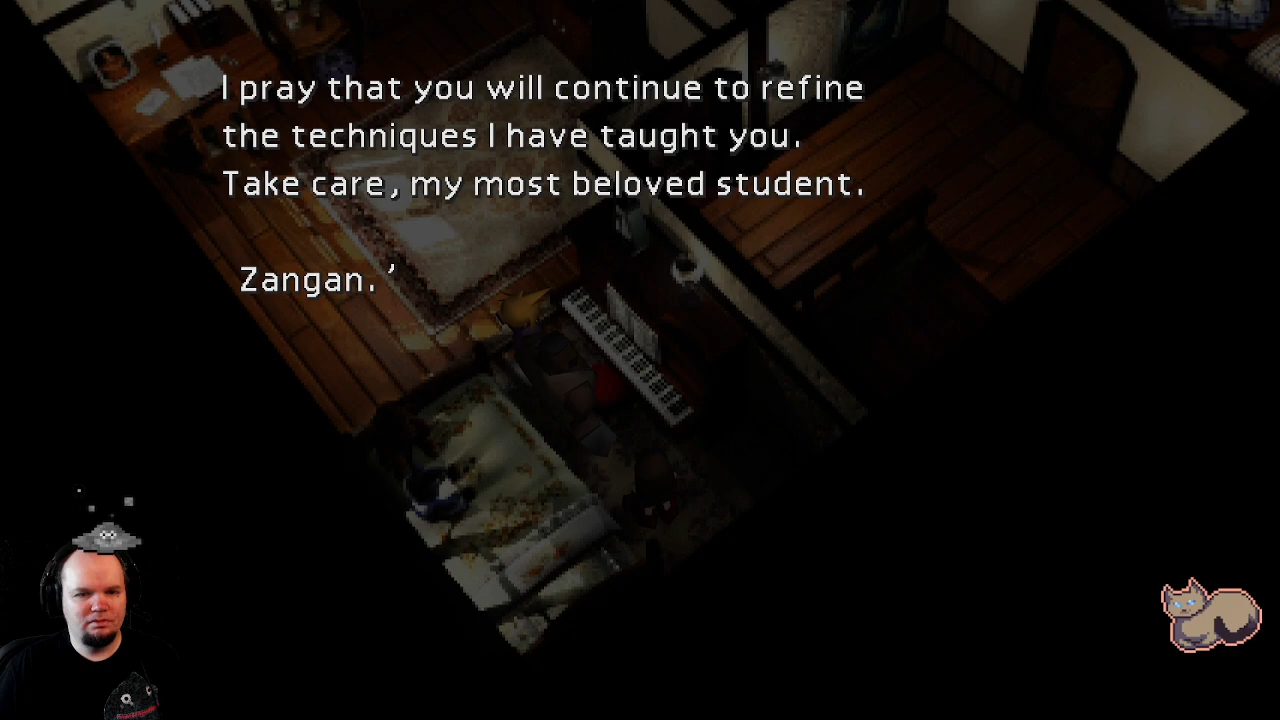 I pray that you will continue to refine
the techniques I have taught you.
Take care, my most beloved student.
Zangan.’